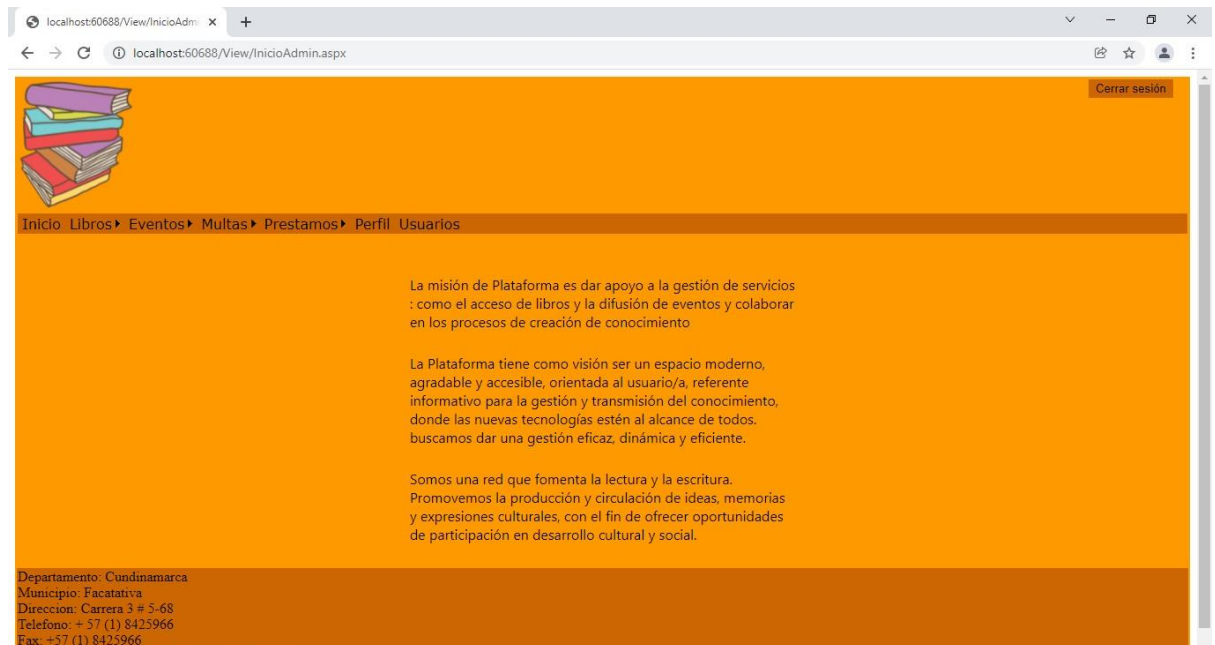 localhost:60688/View/InicioAdm
localhost:60688/View/InicioAdmin.aspx
Cerrar sesión
Inicio Libros Eventos Multas Prestamos Perfil Usuarios
La misión de Plataforma es dar apoyo a la gestión de servicios
: como el acceso de libros y la difusión de eventos y colaborar
en los procesos de creación de conocimiento
La Plataforma tiene como visión ser un espacio moderno,
agradable y accesible, orientada al usuario/a, referente
informativo para la gestión y transmisión del conocimiento,
donde las nuevas tecnologías estén al alcance de todos.
buscamos dar una gestión eficaz, dinámica y eficiente.
Somos una red que fomenta la lectura y la escritura.
Promovemos la producción y circulación de ideas, memorias
y expresiones culturales, con el fin de ofrecer oportunidades
de participación en desarrollo cultural y social.
Departamento: Cundinamarca
Municipio: Facatativa
Direccion: Carrera 3 # 5-68
Telefono: + 57 (1) 8425966
Fax: +57 (1) 8425966